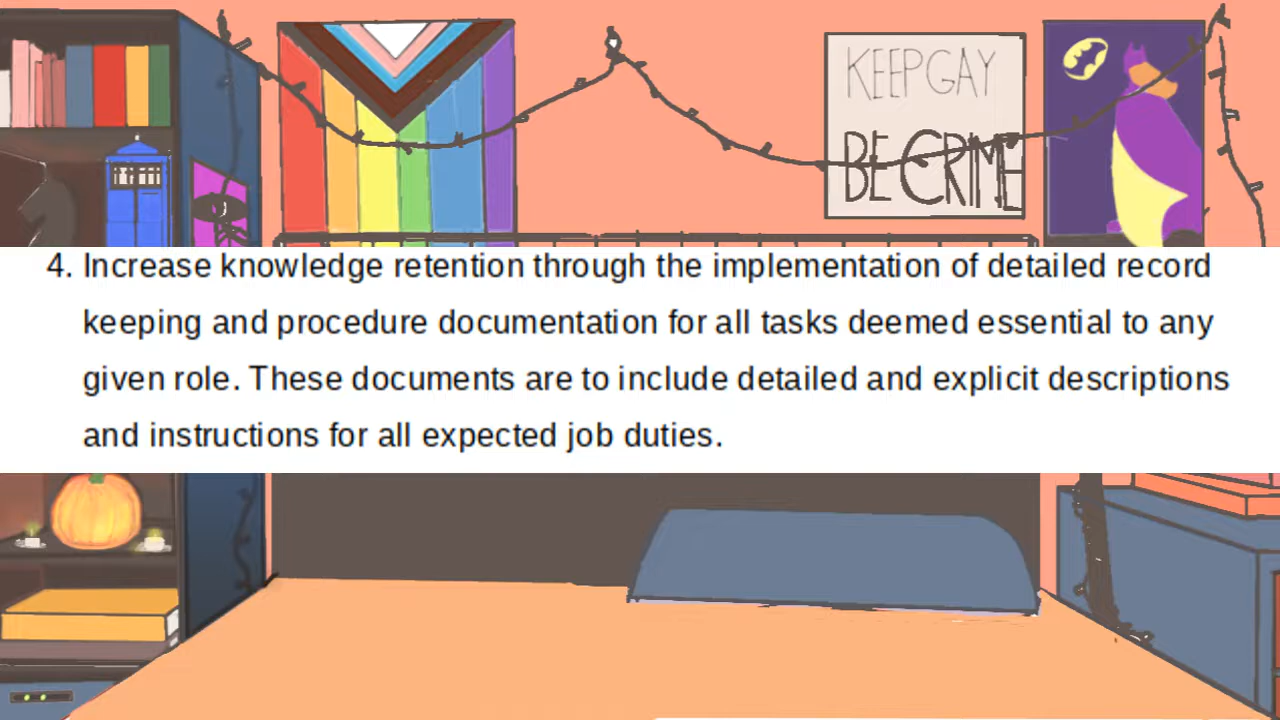 KEEP GAY
BE CRIME
4. Increase knowledge retention through the implementation of detailed record
keeping and procedure documentation for all tasks deemed essential to any
given role. These documents are to include detailed and explicit descriptions
and instructions for all expected job duties.